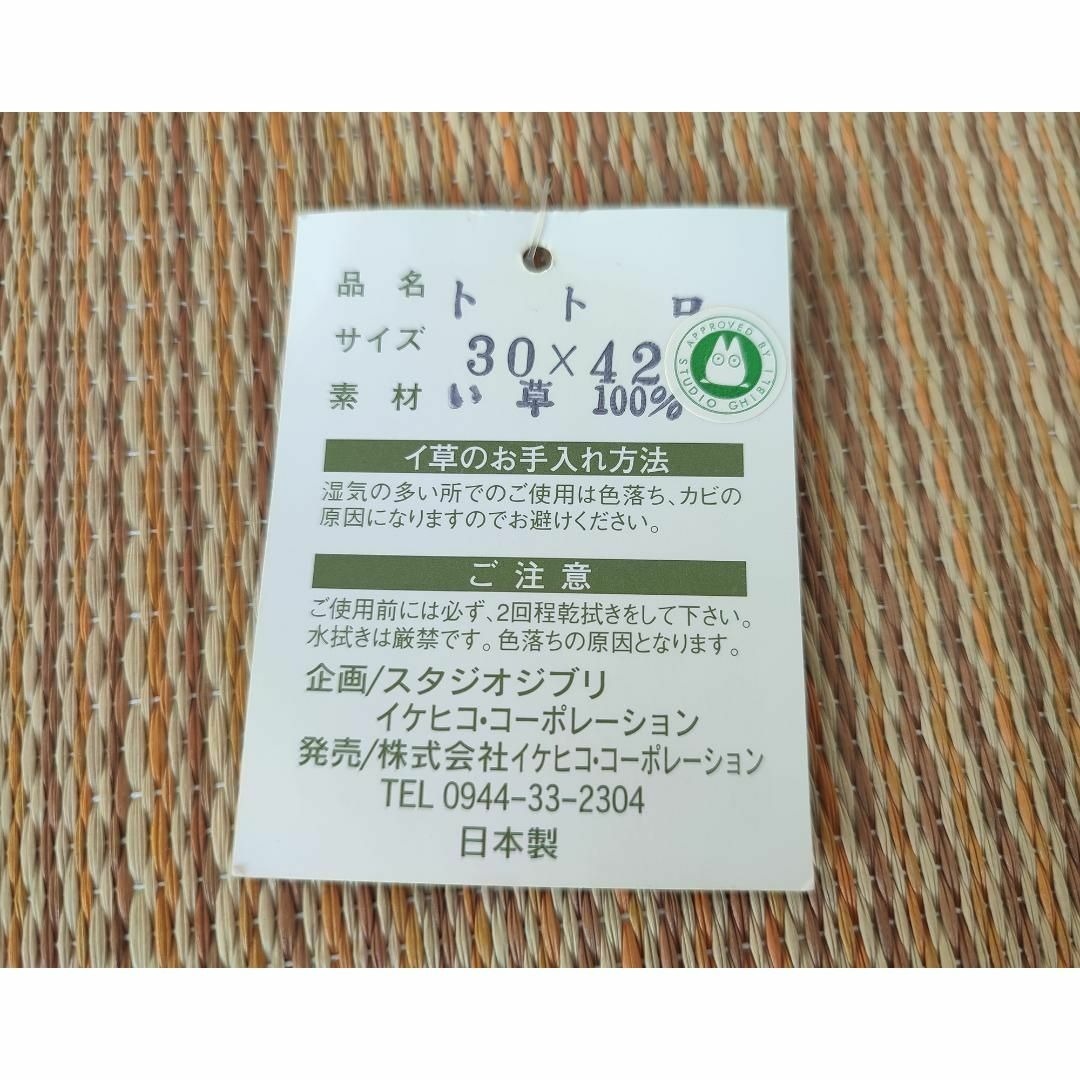 品名 トトロ
サイズ 30×42
素材 い草 100%
APPROVED BY STUDIO GHIBLI
イ草のお手入れ方法
湿気の多い所でのご使用は色落ち、カビの
原因になりますのでお避けください。
ご注意
ご使用前には必ず、2回程乾拭きをして下さい。
水拭きは厳禁です。色落ちの原因となります。
企画/スタジオジブリ
イケヒコ・コーポレーション
発売/株式会社イケヒコ・コーポレーション
TEL 0944-33-2304
日本製